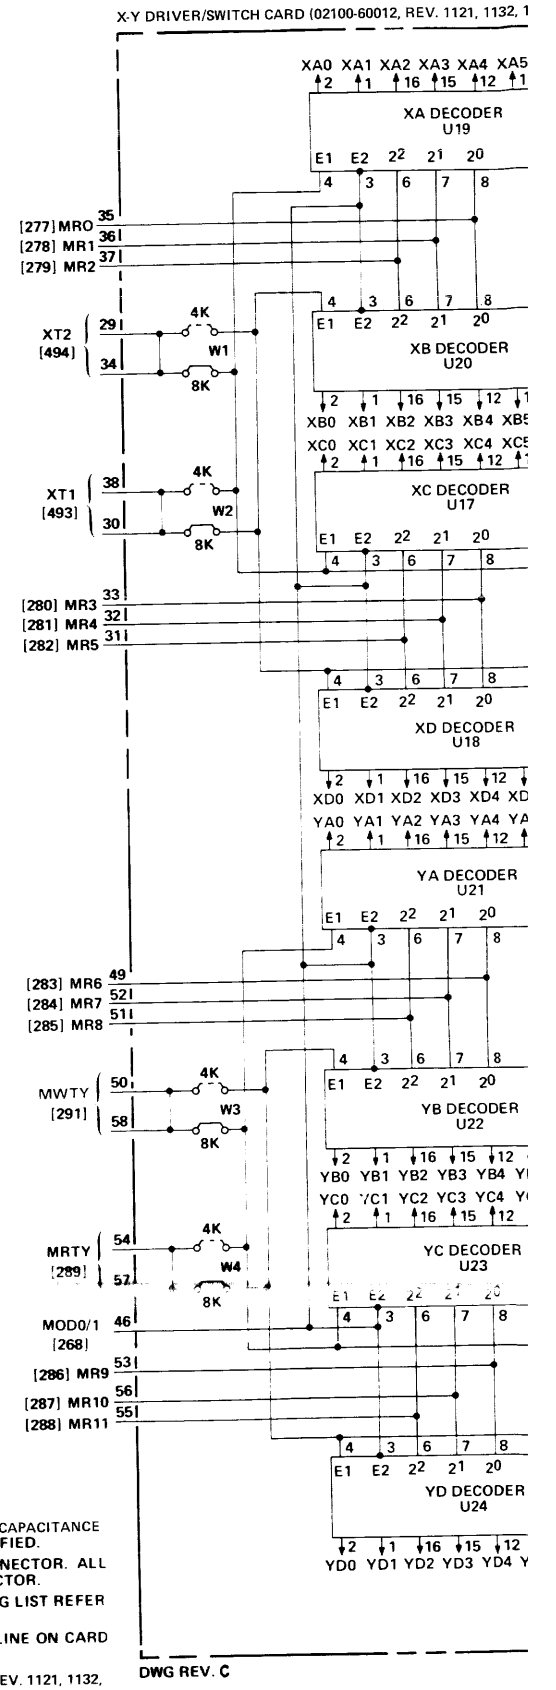 X-Y DRIVER/SWITCH CARD (02100-60012, REV. 1121, 1132, 1
XA0 XA1 XA2 XA3 XA4 XA5
2 1 16 15 12 1
XA DECODER
U19
E1 E2 2² 2¹ 2⁰
4 3 6 7 8
[277] MR0 35
[278] MR1 36
[279] MR2 37
4 3 6 7 8
E1 E2 2² 2¹ 2⁰
XT2 29
[494]
34
4K
W1
8K
XB DECODER
U20
2 1 16 15 12 1
XB0 XB1 XB2 XB3 XB4 XB5
XC0 XC1 XC2 XC3 XC4 XC5
2 1 16 15 12 1
XT1 38
[493]
30
4K
W2
8K
XC DECODER
U17
E1 E2 2² 2¹ 2⁰
4 3 6 7 8
[280] MR3 33
[281] MR4 32
[282] MR5 31
4 3 6 7 8
E1 E2 2² 2¹ 2⁰
XD DECODER
U18
2 1 16 15 12
XD0 XD1 XD2 XD3 XD4 XD
YA0 YA1 YA2 YA3 YA4 YA
2 1 16 15 12
YA DECODER
U21
E1 E2 2² 2¹ 2⁰
4 3 6 7 8
[283] MR6 49
[284] MR7 52
[285] MR8 51
4 3 6 7 8
E1 E2 2² 2¹ 2⁰
MWTY 50
[291]
58
4K
W3
8K
YB DECODER
U22
2 1 16 15 12
YB0 YB1 YB2 YB3 YB4 Y
YC0 YC1 YC2 YC3 YC4
2 1 16 15 12
MRTY 54
[289]
57
4K
W4
8K
YC DECODER
U23
E1 E2 2² 2¹ 2⁰
4 3 6 7 8
MOD0/1 46
[268]
[286] MR9 53
[287] MR10 56
[288] MR11 55
4 3 6 7 8
E1 E2 2² 2¹ 2⁰
YD DECODER
U24
2 1 16 15 12
YD0 YD1 YD2 YD3 YD4 Y
CAPACITANCE
FIED.
NECTOR. ALL
CTOR.
G LIST REFER
LINE ON CARD
EV. 1121, 1132,
DWG REV. C